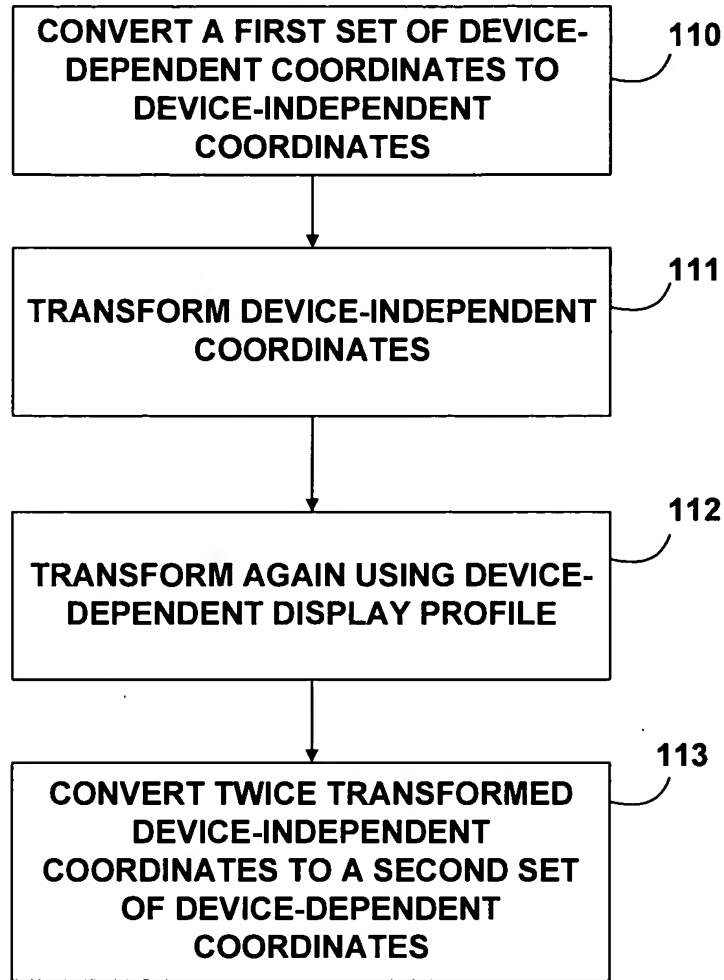 CONVERT A FIRST SET OF DEVICE-
DEPENDENT COORDINATES TO
DEVICE-INDEPENDENT
COORDINATES
110
TRANSFORM DEVICE-INDEPENDENT
COORDINATES
111
TRANSFORM AGAIN USING DEVICE-
DEPENDENT DISPLAY PROFILE
112
CONVERT TWICE TRANSFORMED
DEVICE-INDEPENDENT
COORDINATES TO A SECOND SET
OF DEVICE-DEPENDENT
COORDINATES
113